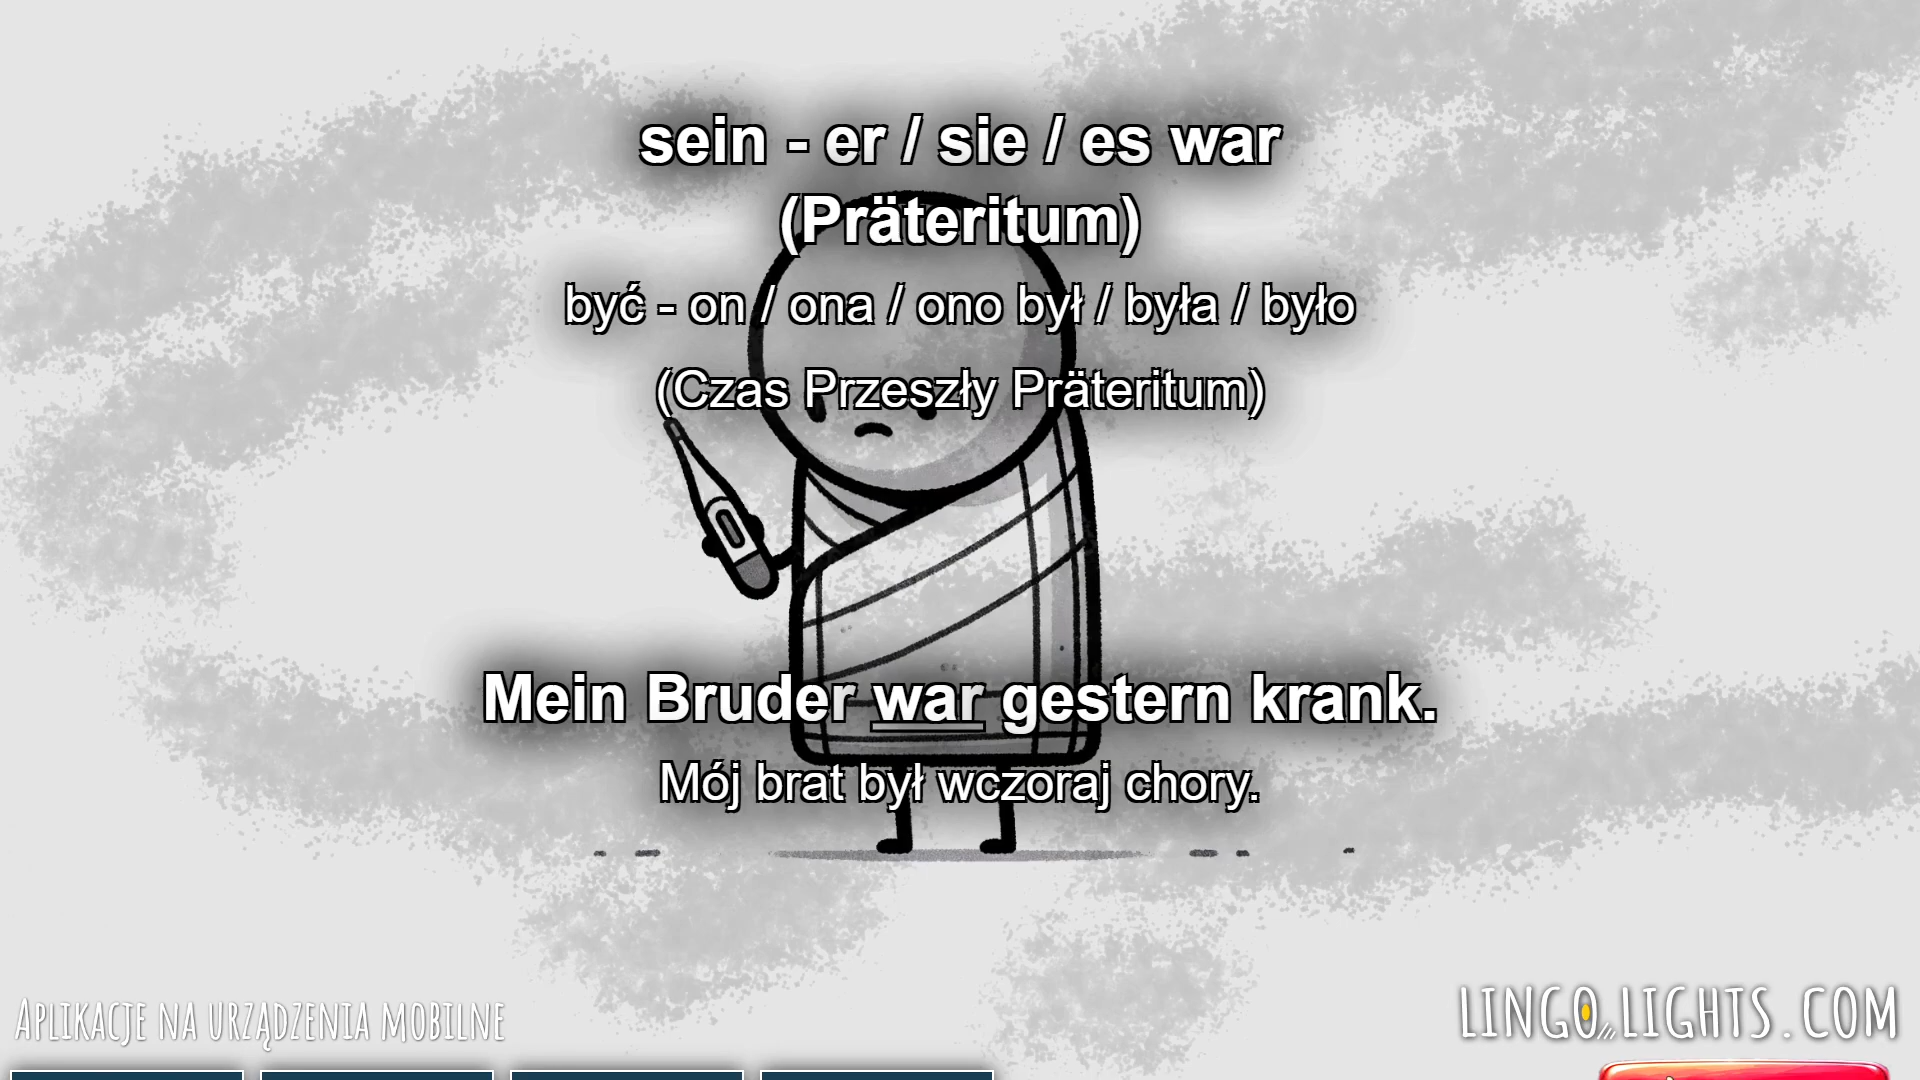 sein - er / sie / es war
(Präteritum)
być - on / ona / ono był / była / było
(Czas Przeszły Präteritum)
Mein Bruder war gestern krank.
Mój brat był wczoraj chory.
Aplikacje na urządzenia mobilne
LINGO LIGHTS.COM